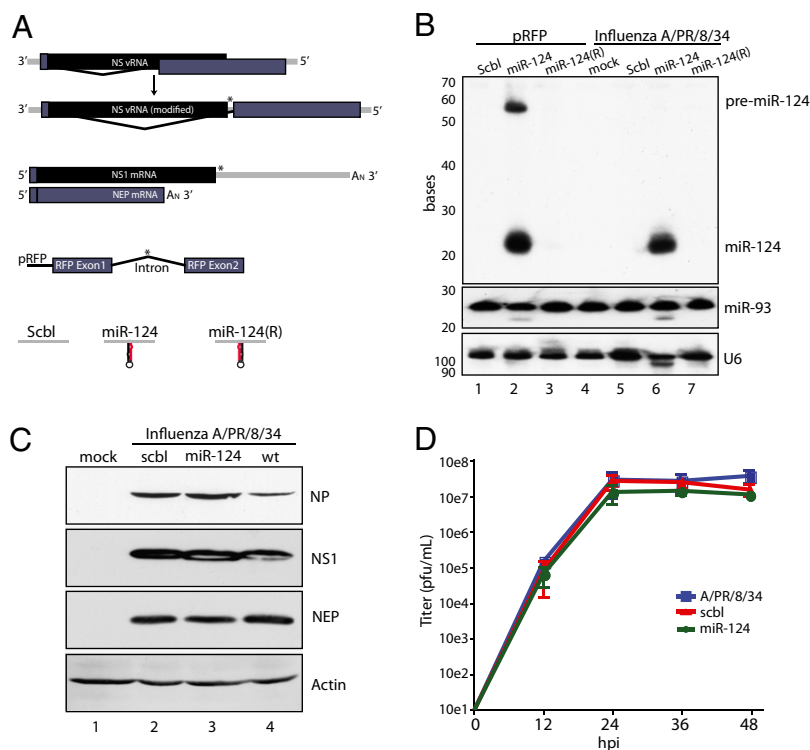 A
3’ NS vRNA 5’
*
3’ NS vRNA (modified) 5’
*
5’ NS1 mRNA AN 3’
5’ NEP mRNA AN 3’
*
pRFP RFP Exon1 Intron RFP Exon2
Scbl miR-124 miR-124(R)
B
pRFP Influenza A/PR/8/34
Scbl miR-124 miR-124(R) mock Scbl miR-124 miR-124(R)
70
60 pre-miR-124
50
40
bases
30
miR-124
20
30
miR-93
20
100 U6
90
1 2 3 4 5 6 7
C
Influenza A/PR/8/34
mock scbl miR-124 wt
NP
NS1
NEP
Actin
1 2 3 4
D
10e8
10e7
10e6
10e5
10e4
10e3
10e2
10e1
Titer (pfu/mL)
A/PR/8/34
scbl
miR-124
0 12 24 36 48
hpi